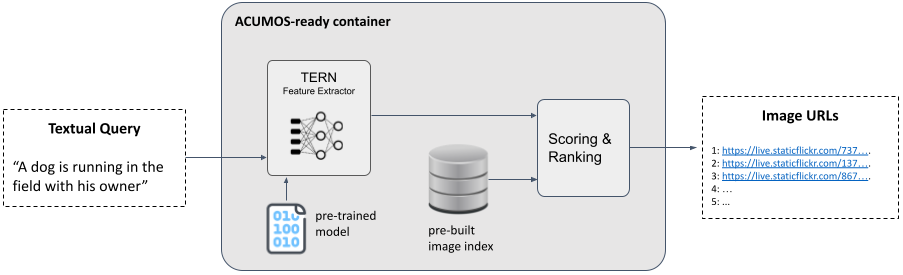 ACUMOS-ready container
TERN
Feature Extractor
Textual Query
“A dog is running in the
field with his owner”
010
100
010
pre-trained
model
pre-built
image index
Scoring &
Ranking
Image URLs
1: https://live.staticflickr.com/737....
2: https://live.staticflickr.com/137....
3: https://live.staticflickr.com/867....
4: ...
5: ...